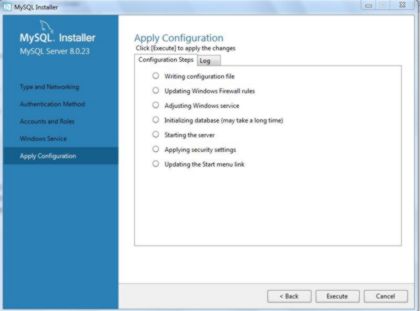 MySQL Installer
MySQL. Installer
MySQL Server 8.0.23
Type and Networking
Authentication Method
Accounts and Roles
Windows Service
Apply Configuration
Apply Configuration
Click [Execute] to apply the changes
Configuration Steps Log
Writing configuration file
Updating Windows Firewall rules
Adjusting Windows service
Initializing database (may take a long time)
Starting the server
Applying security settings
Updating the Start menu link
< Back Execute Cancel